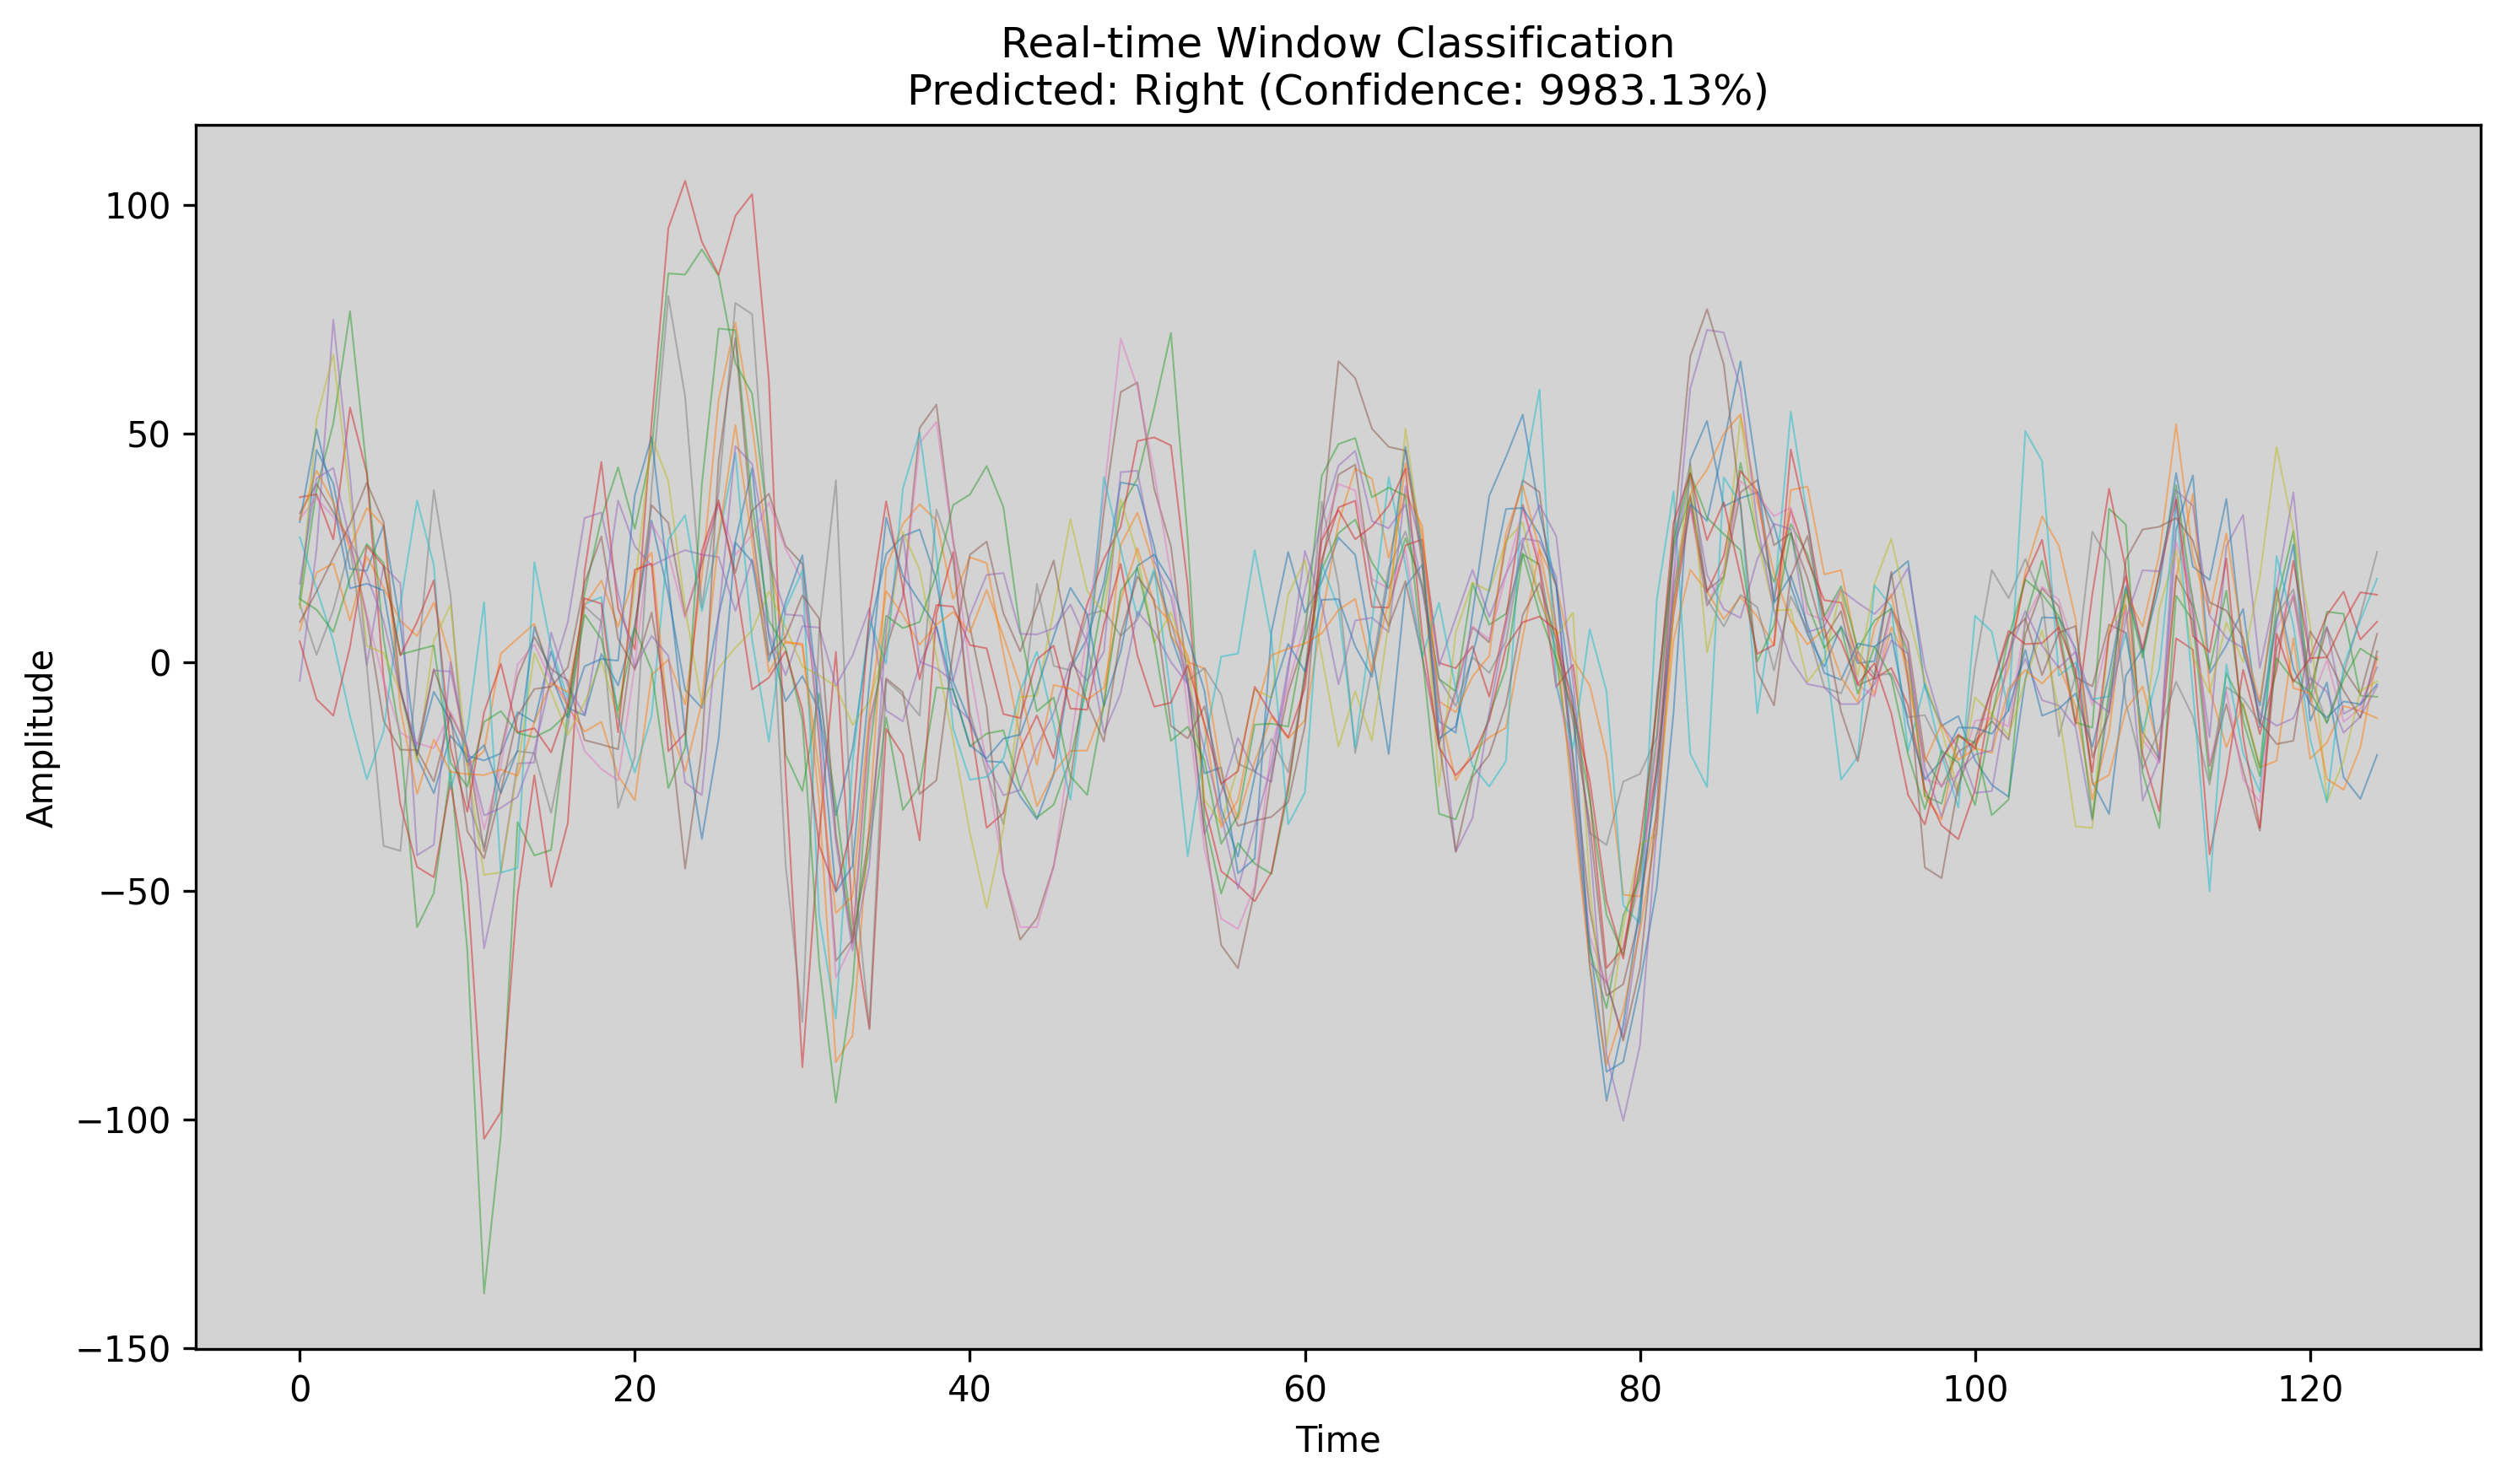 Real-time Window Classification
Predicted: Right (Confidence: 9983.13%)
100
50
0
−50
−100
−150
Amplitude
0 20 40 60 80 100 120
Time